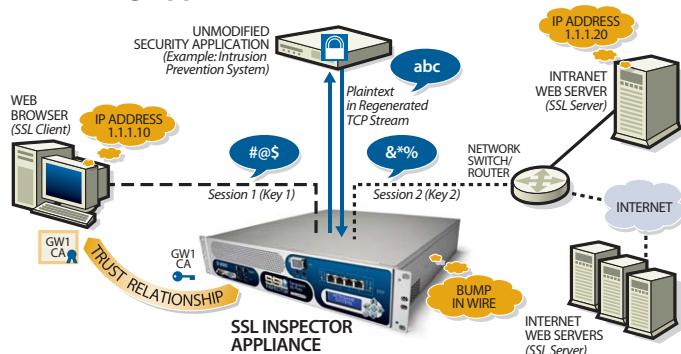 UNMODIFIED
SECURITY APPLICATION
(Example: Intrusion
Prevention System)
abc
Plaintext
in Regenerated
TCP Stream
IP ADDRESS
1.1.1.20
INTRANET
WEB SERVER
(SSL Server)
WEB
BROWSER
(SSL Client)
IP ADDRESS
1.1.1.10
#@$
&*%
NETWORK
SWITCH/
ROUTER
Session 1 (Key 1)
Session 2 (Key 2)
INTERNET
GW1
CA
TRUST RELATIONSHIP
GW1
CA
BUMP
IN WIRE
SSL INSPECTOR
APPLIANCE
INTERNET
WEB SERVERS
(SSL Server)